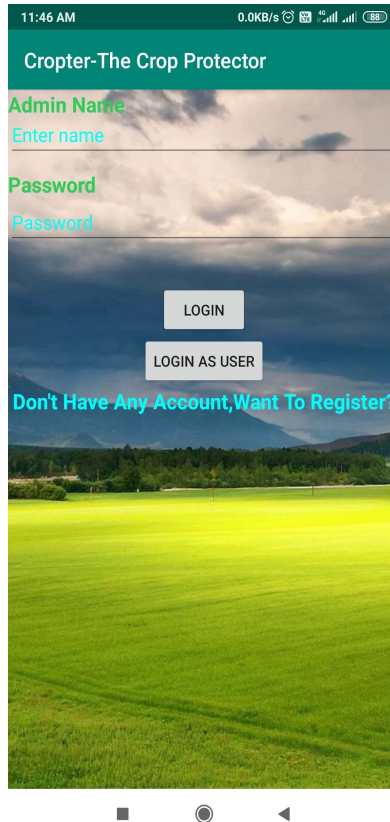 11:46 AM 0.0KB/s 4G 88
Cropter-The Crop Protector
Admin Name
Enter name
Password
Password
LOGIN
LOGIN AS USER
Don't Have Any Account,Want To Register?